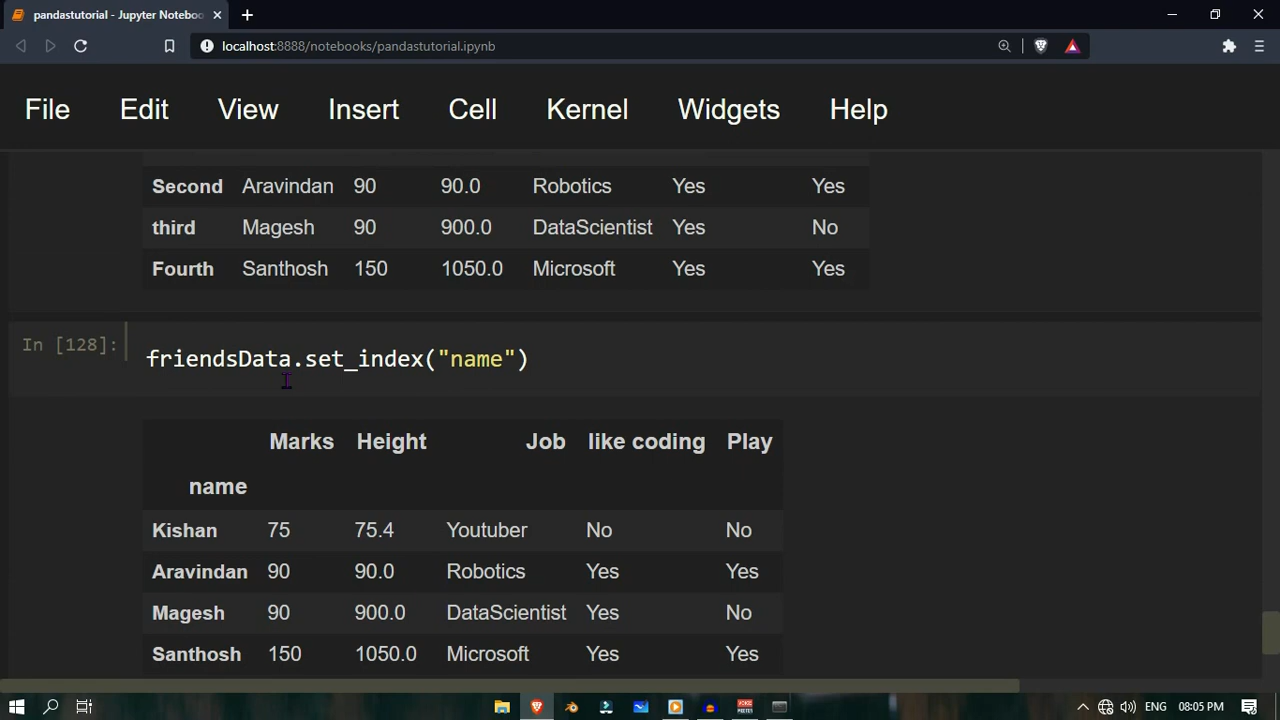 pandastutorial - Jupyter Noteboo
localhost:8888/notebooks/pandastutorial.ipynb
File Edit View Insert Cell Kernel Widgets Help
Second Aravindan 90 90.0 Robotics Yes Yes
third Magesh 90 900.0 DataScientist Yes No
Fourth Santhosh 150 1050.0 Microsoft Yes Yes
In [128]: friendsData.set_index("name")
Marks Height Job like coding Play
name
Kishan 75 75.4 Youtuber No No
Aravindan 90 90.0 Robotics Yes Yes
Magesh 90 900.0 DataScientist Yes No
Santhosh 150 1050.0 Microsoft Yes Yes
ENG 08:05 PM